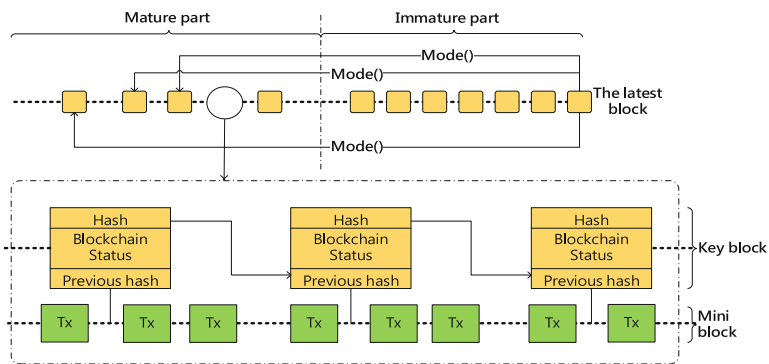 Mature part
Immature part
Mode()
Mode()
The latest
block
Mode()
Hash
Blockchain
Status
Previous hash
Hash
Blockchain
Status
Previous hash
Hash
Blockchain
Status
Previous hash
Key block
Tx
Tx
Tx
Tx
Tx
Tx
Tx
Tx
Mini
block